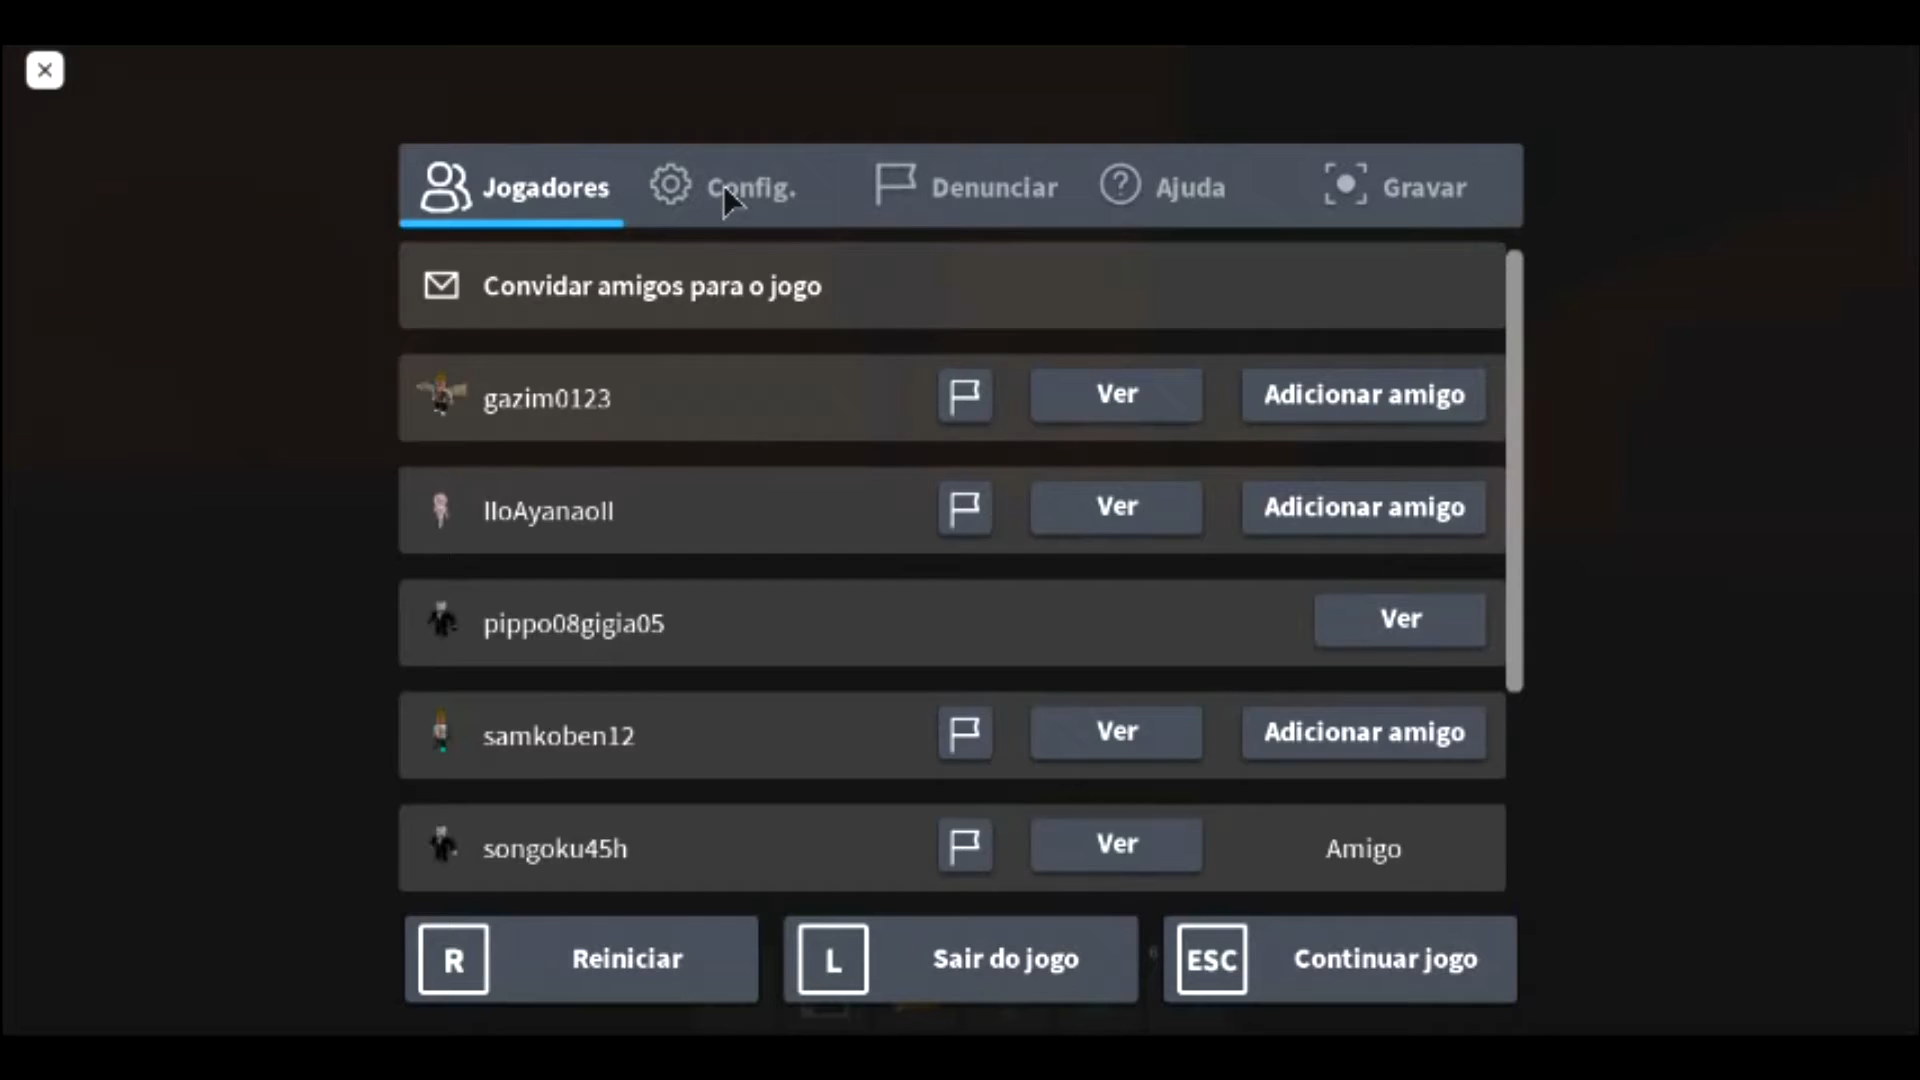 Jogadores Config. Denunciar Ajuda Gravar
Convidar amigos para o jogo
gazim0123 Ver Adicionar amigo
lloAyanaoll Ver Adicionar amigo
pippo08gigia05 Ver
samkoben12 Ver Adicionar amigo
songoku45h Ver Amigo
R Reiniciar L Sair do jogo ESC Continuar jogo